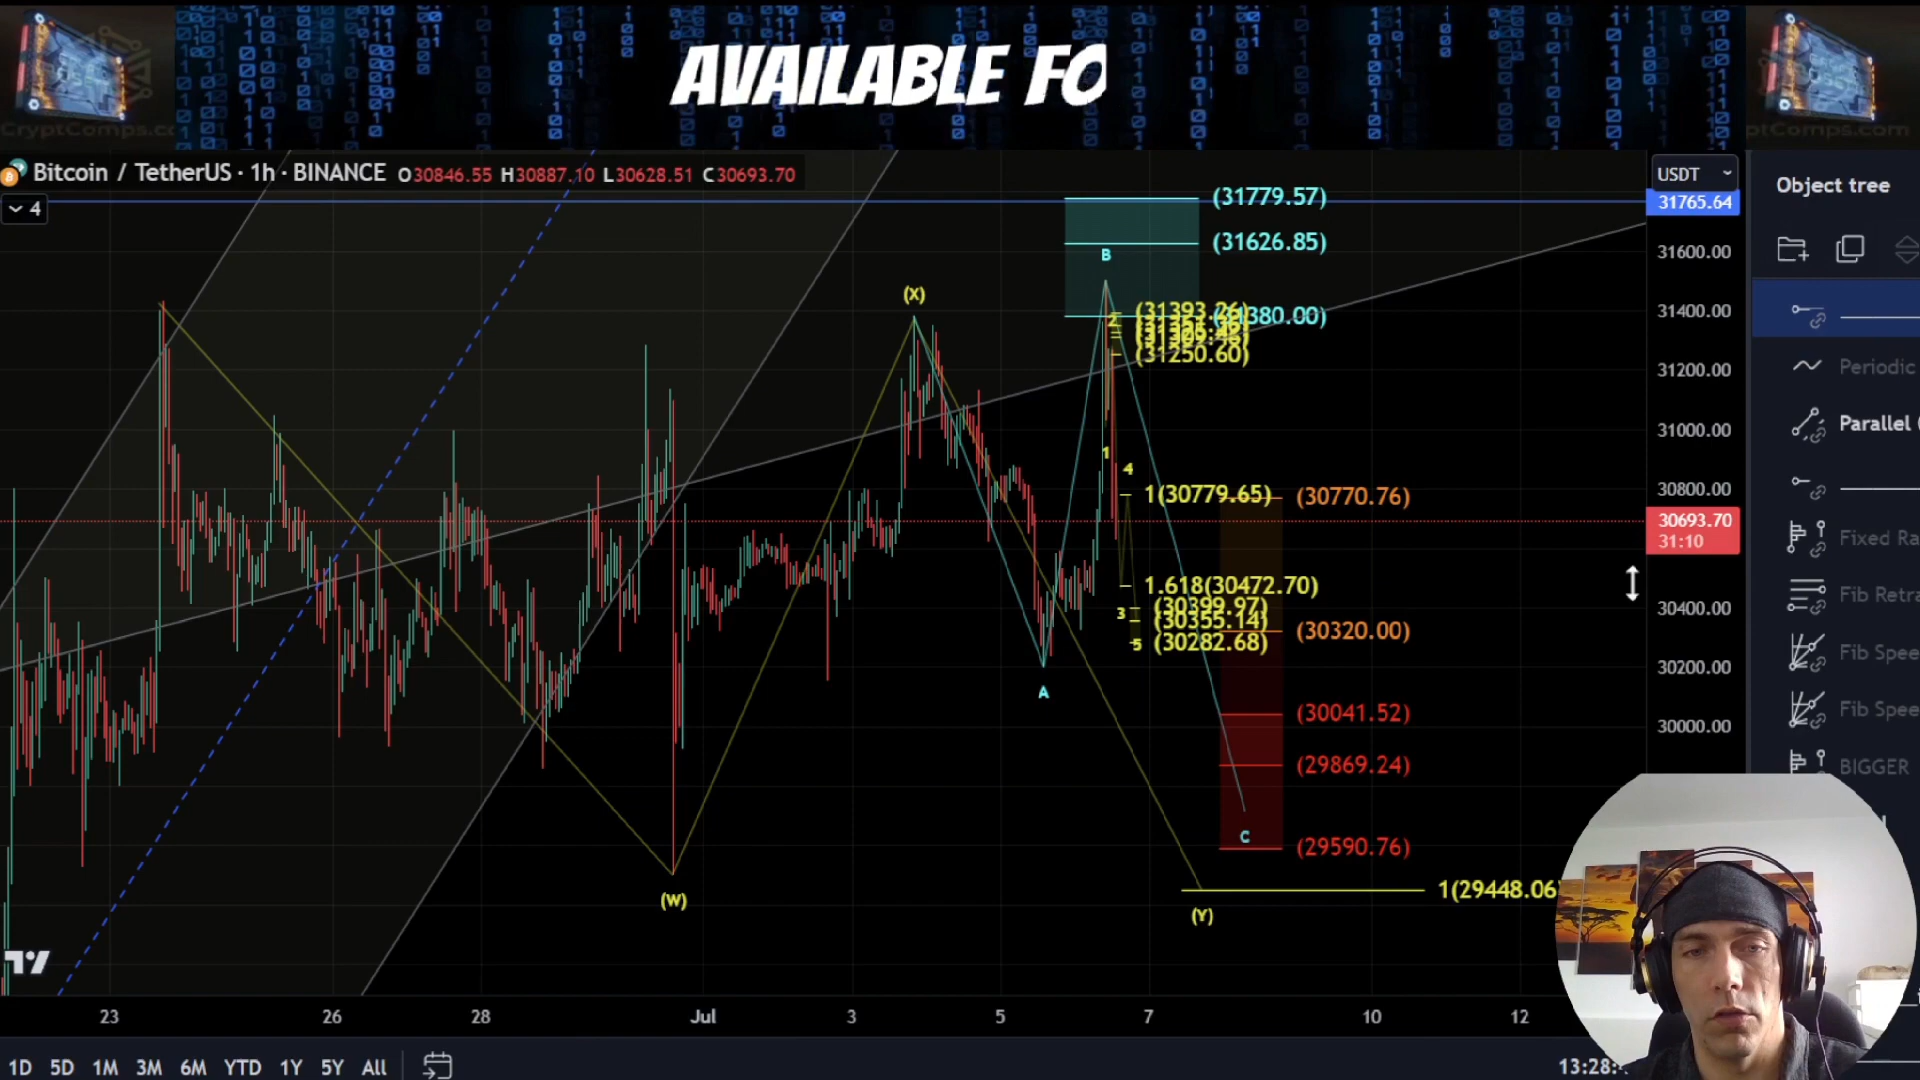 AVAILABLE FO
CryptComps.c
Bitcoin / TetherUS · 1h · BINANCE O30846.55 H30887.10 L30628.51 C30693.70
4
USDT
31765.64
31600.00
31400.00
31200.00
31000.00
30800.00
30693.70
31:10
30400.00
30200.00
30000.00
(31779.57)
(31626.85)
B
(X)
(31393.26)
2
(31250.60)
1
4
1(30779.65)
(30770.76)
1.618(30472.70)
(30399.97)
3
(30355.14)
(30320.00)
5
(30282.68)
A
(30041.52)
(29869.24)
C
(29590.76)
1(29448.06
(W)
(Y)
23 26 28 Jul 3 5 7 10 12
1D 5D 1M 3M 6M YTD 1Y 5Y All
13:28:
Object tree
Periodic
Parallel (
Fixed Ra
Fib Retra
Fib Spee
Fib Spee
BIGGER